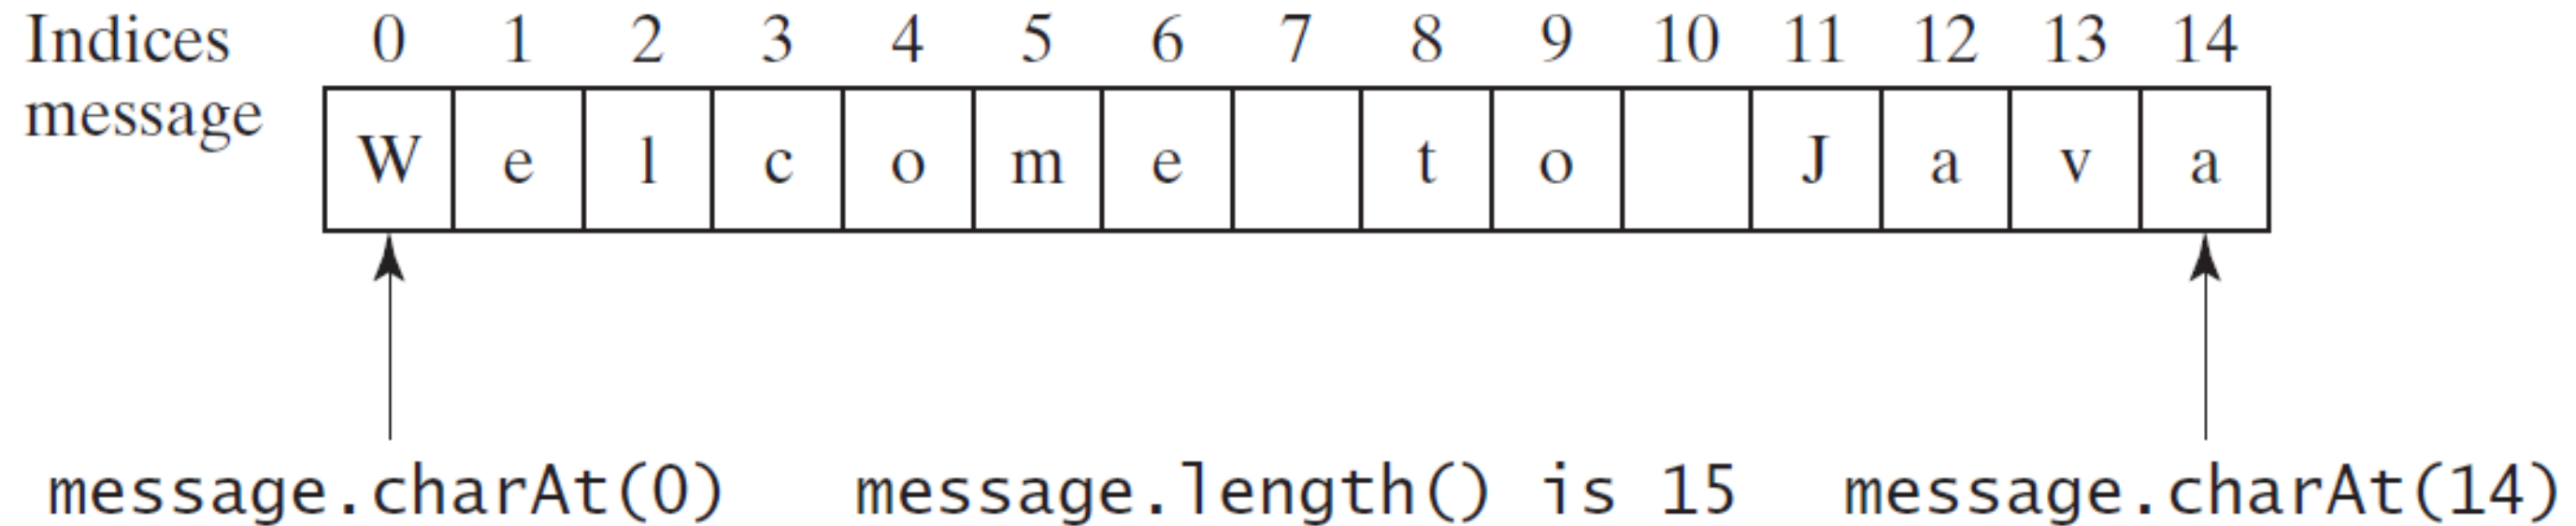 Indices 0 1 2 3 4 5 6 7 8 9 10 11 12 13 14
message W e l c o m e t o J a v a
message.charAt(0) message.length() is 15 message.charAt(14)